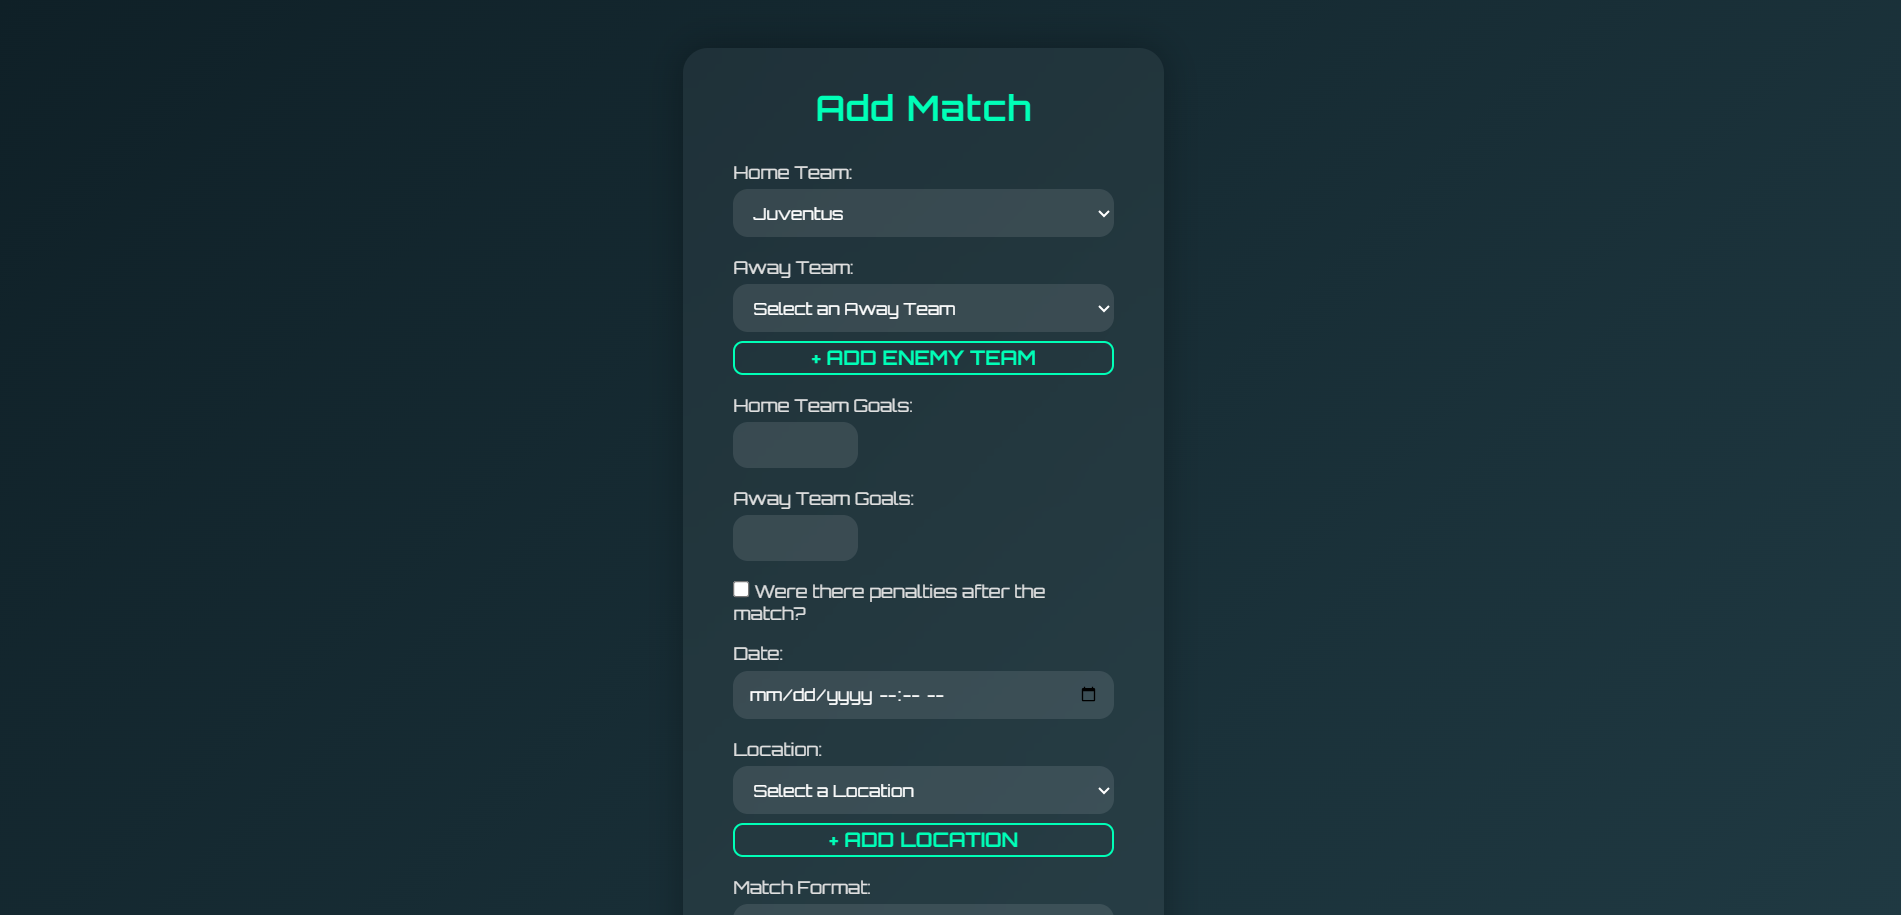 Add Match
Home Team:
Juventus
Away Team:
Select an Away Team
+ ADD ENEMY TEAM
Home Team Goals:
Away Team Goals:
Were there penalties after the
match?
Date:
mm/dd/yyyy --:-- --
Location:
Select a Location
+ ADD LOCATION
Match Format: